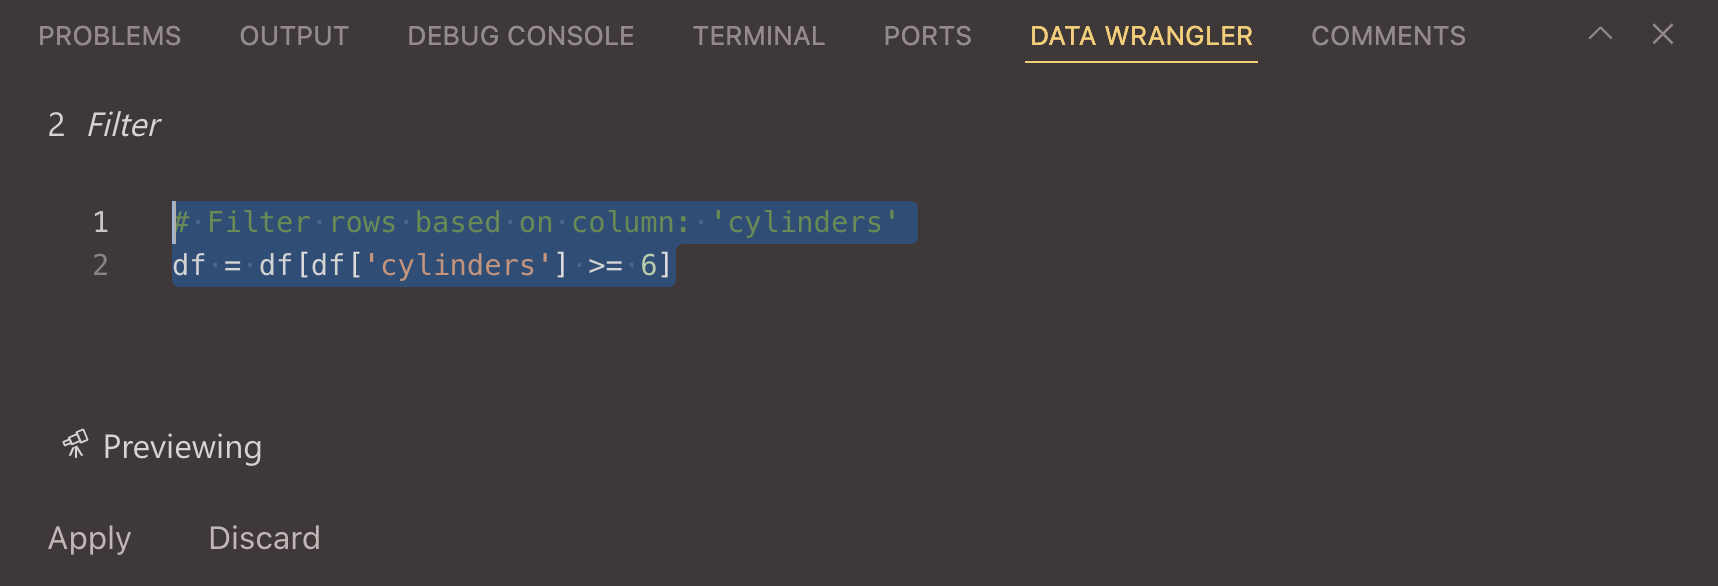 PROBLEMS OUTPUT DEBUG CONSOLE TERMINAL PORTS DATA WRANGLER COMMENTS
2 Filter
1 # Filter rows based on column: 'cylinders'
2 df = df[df['cylinders'] >= 6]
Previewing
Apply Discard